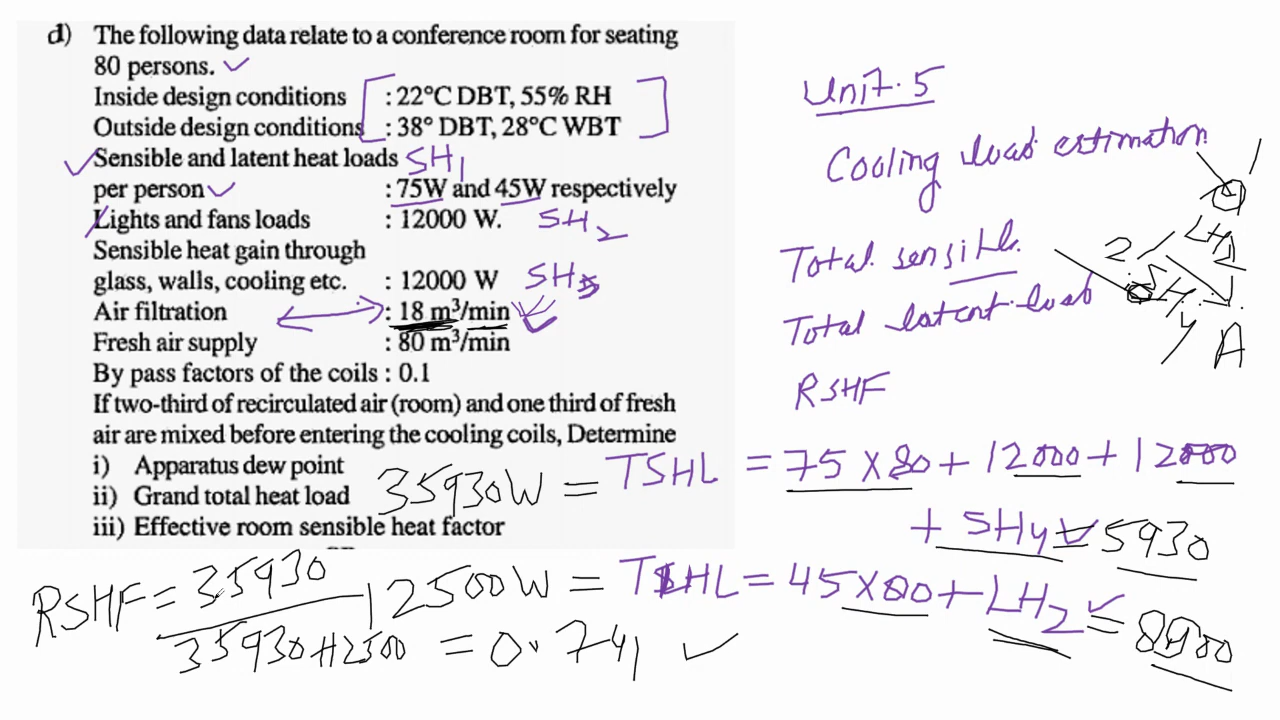 d) The following data relate to a conference room for seating
80 persons.
Inside design conditions : 22°C DBT, 55% RH
Outside design conditions : 38° DBT, 28°C WBT
Sensible and latent heat loads SH1
per person : 75W and 45W respectively
Lights and fans loads : 12000 W. SH2
Sensible heat gain through
glass, walls, cooling etc. : 12000 W SH3
Air filtration : 18 m³/min
Fresh air supply : 80 m³/min
By pass factors of the coils : 0.1
If two-third of recirculated air (room) and one third of fresh
air are mixed before entering the cooling coils, Determine
i) Apparatus dew point
ii) Grand total heat load
iii) Effective room sensible heat factor
Unit. 5
Cooling load estimation
Total sensible
Total latent load
RSHF
2
LH
1
A
35930W = TSHL = 75 X 80 + 12000 + 12000
+ SH4 = 5930
12500W = TLHL = 45 X 80 + LH2 = 8900
RSHF = 35930
35930+12500 = 0.741